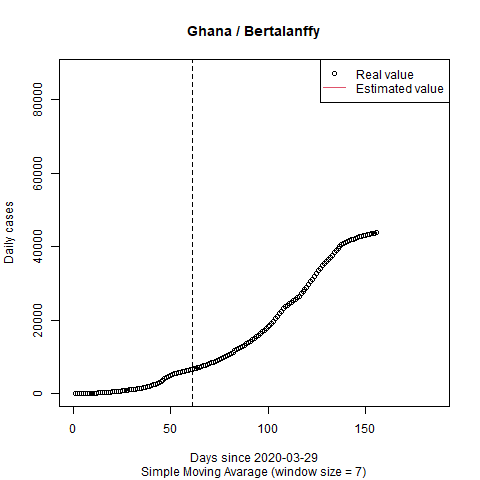 Ghana / Bertalanffy
Real value
Estimated value
Daily cases
80000
60000
40000
20000
0
0 50 100 150
Days since 2020-03-29
Simple Moving Avarage (window size = 7)